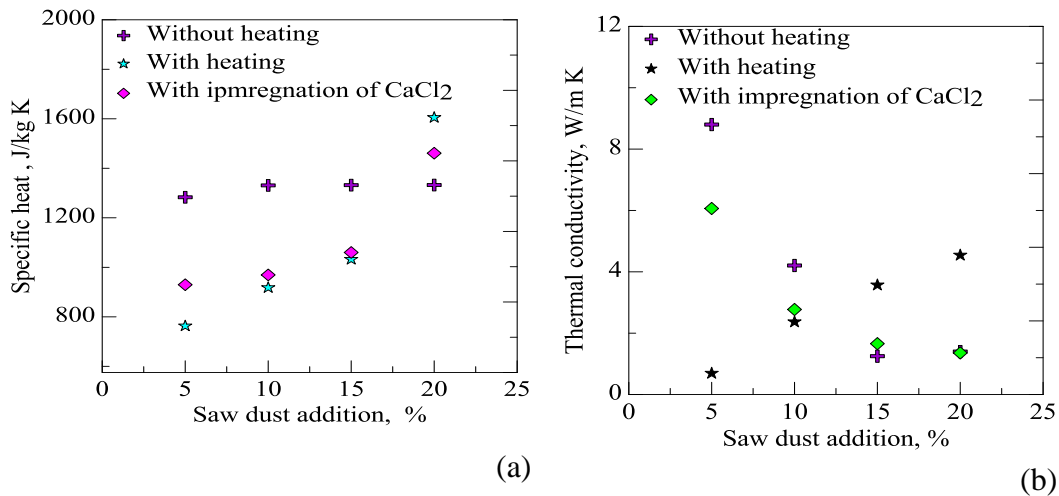 2000
1600
1200
800
Specific heat , J/kg K
Without heating
With heating
With ipmregnation of CaCl2
0 5 10 15 20 25
Saw dust addition, %
(a)
12
8
4
0
Thermal conductivity, W/m K
Without heating
With heating
With impregnation of CaCl2
0 5 10 15 20 25
Saw dust addition, %
(b)